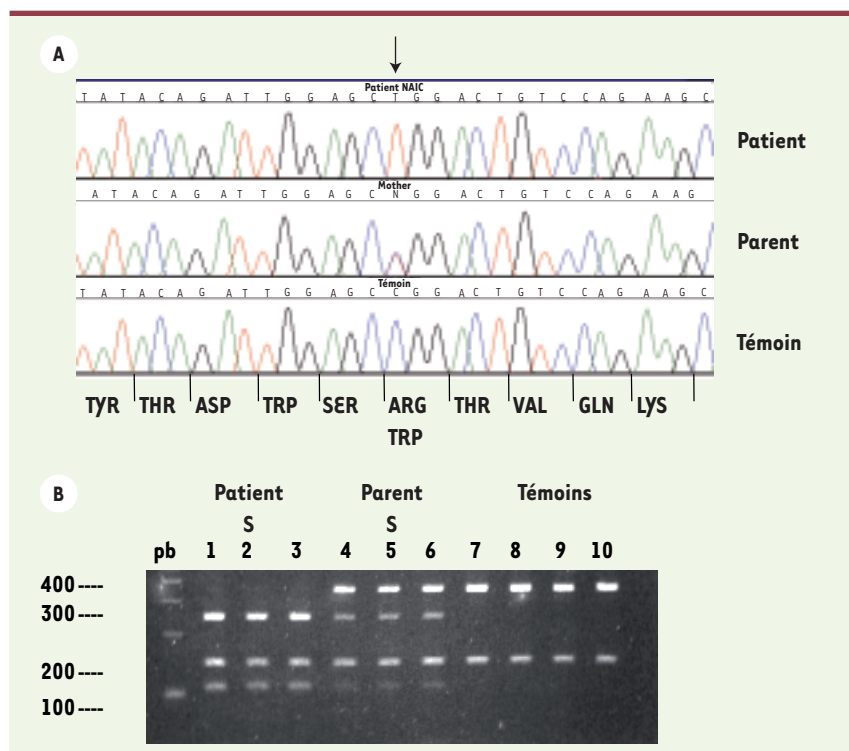 A
Patient NAIC
T A T A C A G A T T G G A G C T G G A C T G T C C A G A A G C
Patient
Mother
A T A C A G A T T G G A G C N G G A C T G T C C A G A A G
Parent
Témoin
T A T A C A G A T T G G A G C C G G A C T G T C C A G A A G C
Témoin
TYR THR ASP TRP SER ARG THR VAL GLN LYS
TRP
B
Patient Parent Témoins
S S
pb 1 2 3 4 5 6 7 8 9 10
400 ----
300 ----
200 ----
100 ----